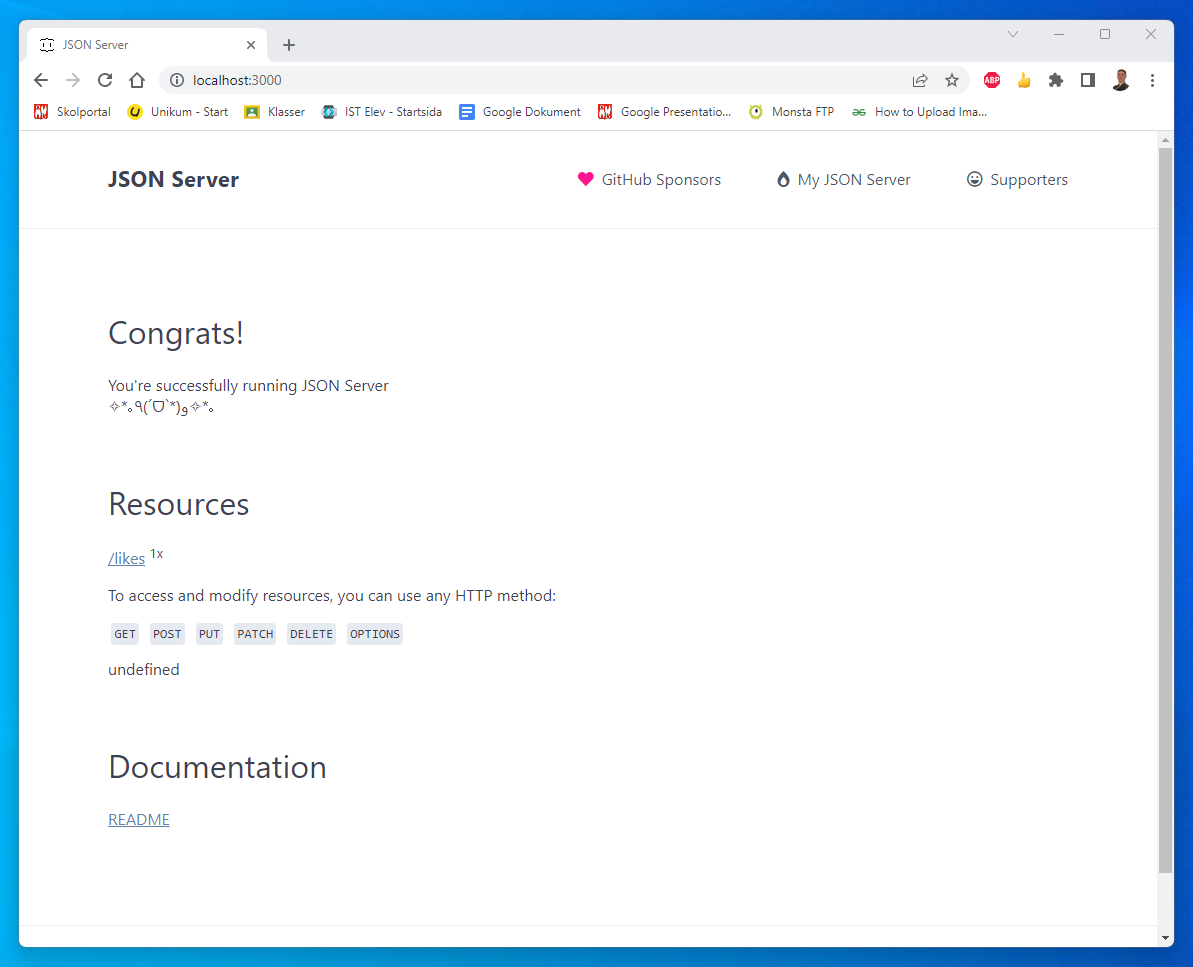 JSON Server
localhost:3000
ABP
Skolportal Unikum - Start Klasser IST Elev - Startsida Google Dokument Google Presentatio... Monsta FTP How to Upload Ima...
JSON Server GitHub Sponsors My JSON Server Supporters
Congrats!
You're successfully running JSON Server
✧*｡٩(ˊᗜˋ*)و✧*｡
Resources
/likes 1x
To access and modify resources, you can use any HTTP method:
GET POST PUT PATCH DELETE OPTIONS
undefined
Documentation
README